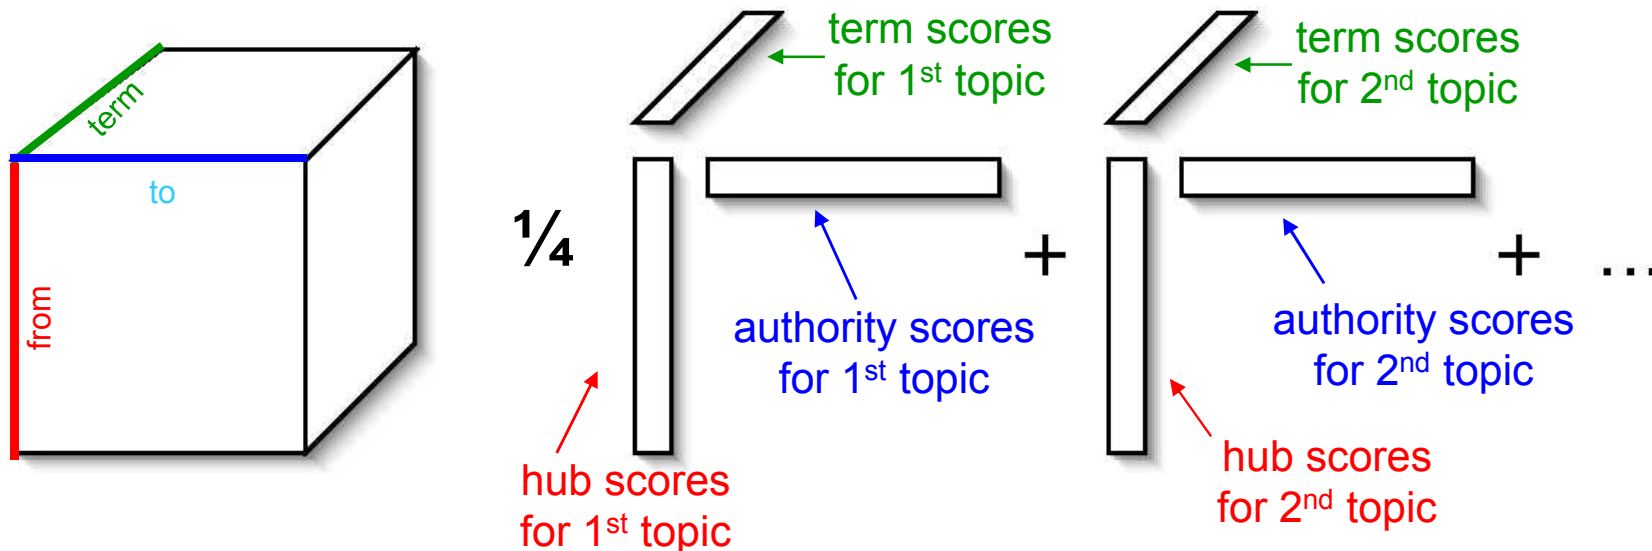 term
to
from
¼
term scores
for 1st topic
authority scores
for 1st topic
hub scores
for 1st topic
+
term scores
for 2nd topic
authority scores
for 2nd topic
hub scores
for 2nd topic
+ ...